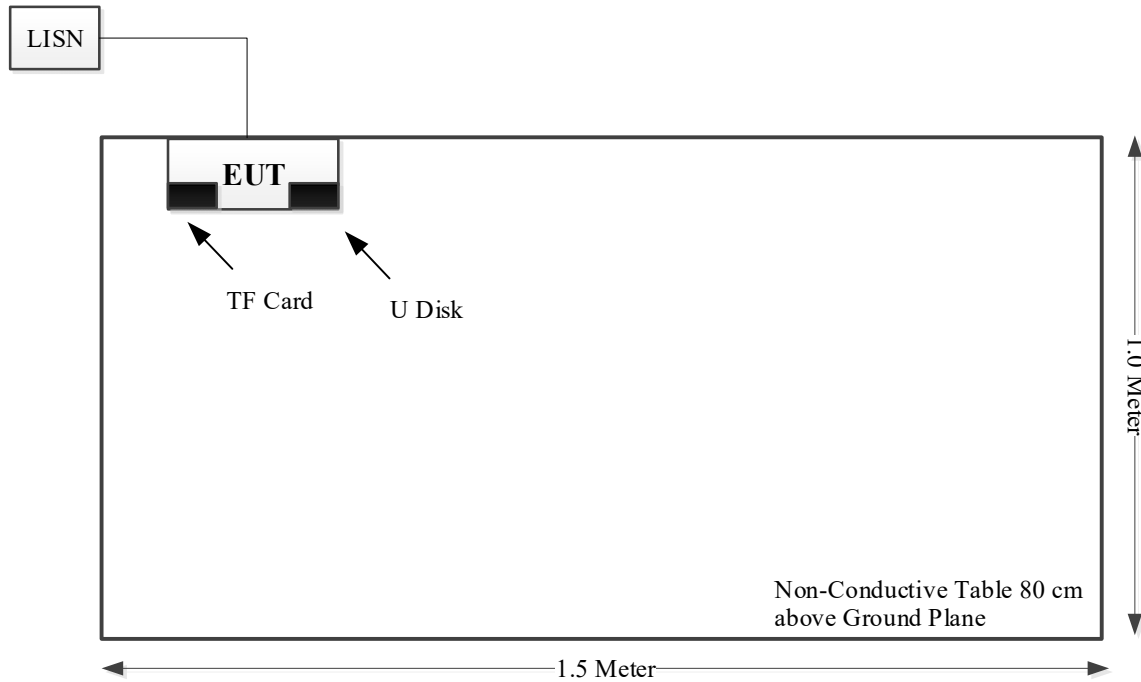 LISN
EUT
TF Card
U Disk
1.0 Meter
Non-Conductive Table 80 cm
above Ground Plane
1.5 Meter